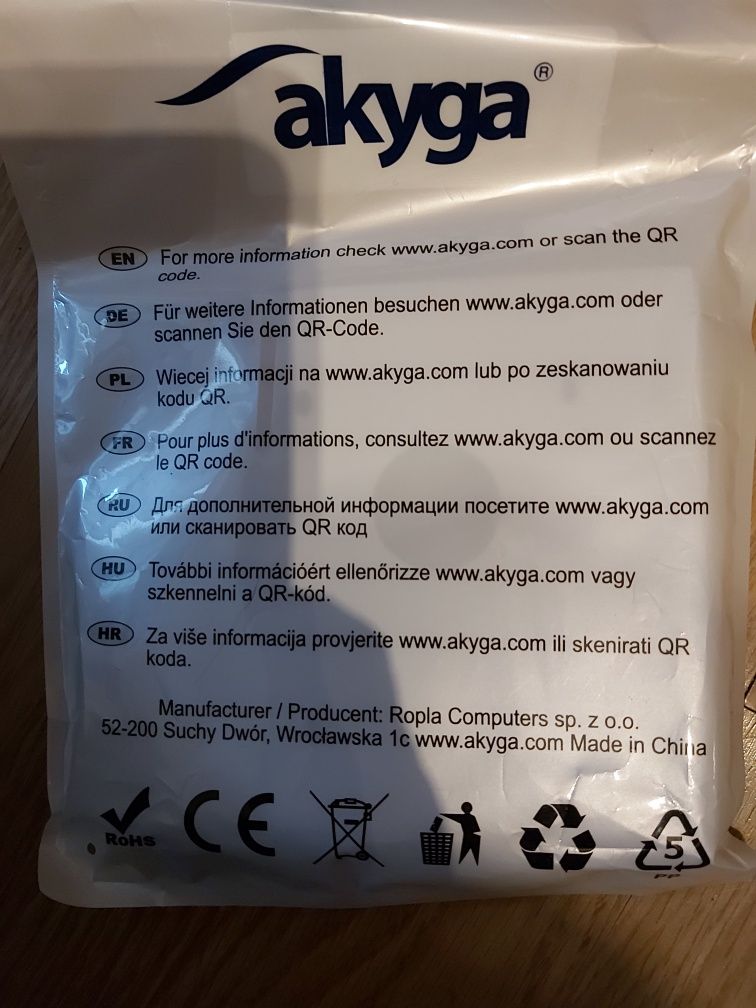 akyga®
EN For more information check www.akyga.com or scan the QR
code.
DE Für weitere Informationen besuchen www.akyga.com oder
scannen Sie den QR-Code.
PL Wiecej informacji na www.akyga.com lub po zeskanowaniu
kodu QR.
FR Pour plus d'informations, consultez www.akyga.com ou scannez
le QR code.
RU Для дополнительной информации посетите www.akyga.com
или сканировать QR код
HU További információért ellenőrizze www.akyga.com vagy
szkennelni a QR-kód.
HR Za više informacija provjerite www.akyga.com ili skenirati QR
koda.
Manufacturer / Producent: Ropla Computers sp. z o.o.
52-200 Suchy Dwór, Wrocławska 1c www.akyga.com Made in China
RoHS CE 5
PP